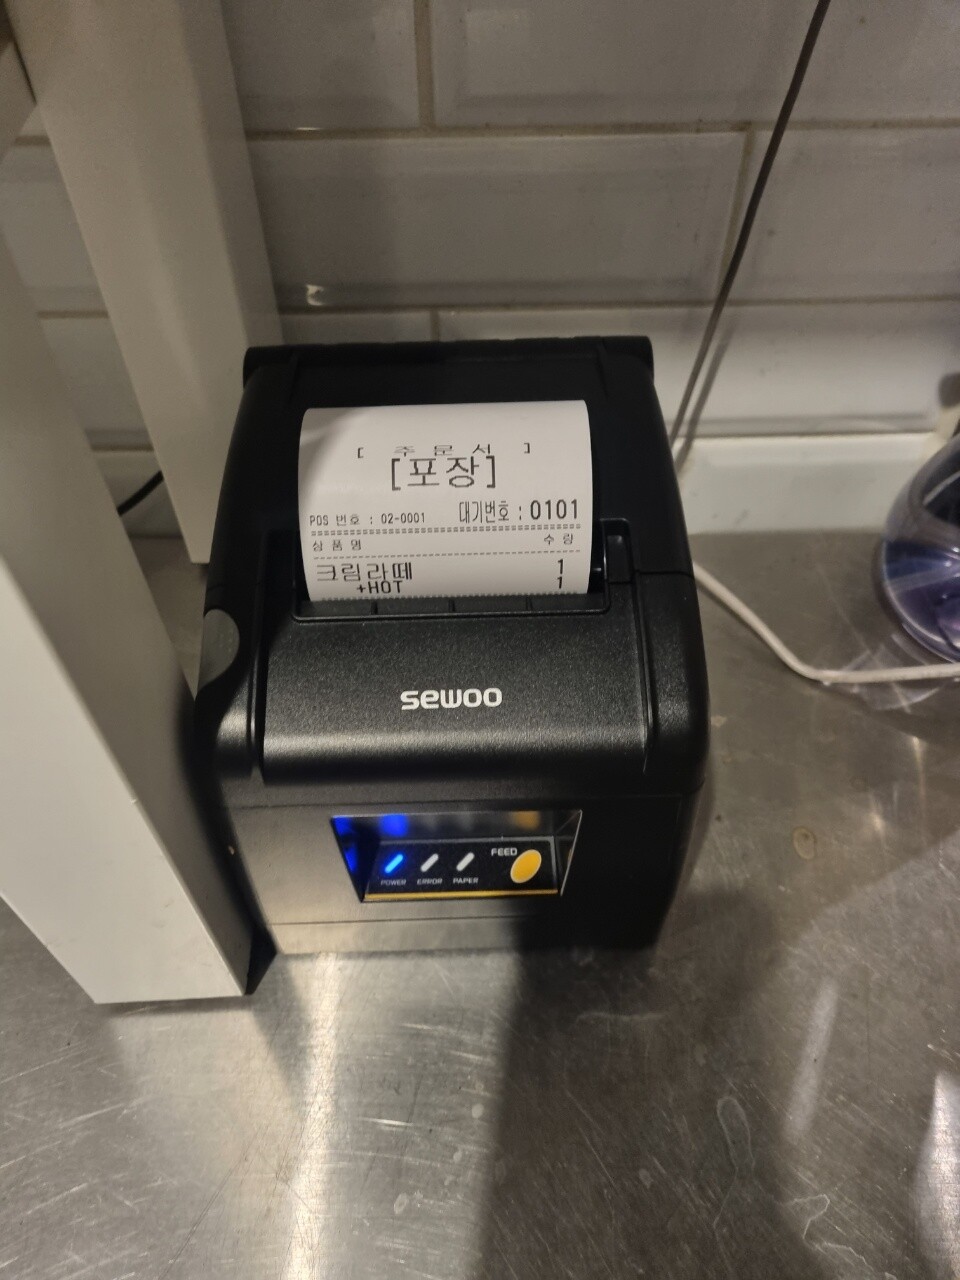 [ 주 문 서 ]
[포장]
POS 번호 : 02-0001 대기번호 : 0101
상 품 명 수 량
크림라떼 1
+HOT 1
sewoo
POWER ERROR PAPER FEED